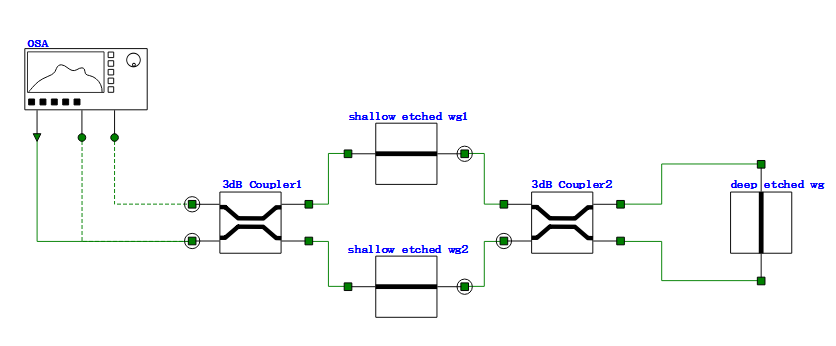 OSA
shallow etched wg1
3dB Coupler1
3dB Coupler2
deep etched wg
shallow etched wg2